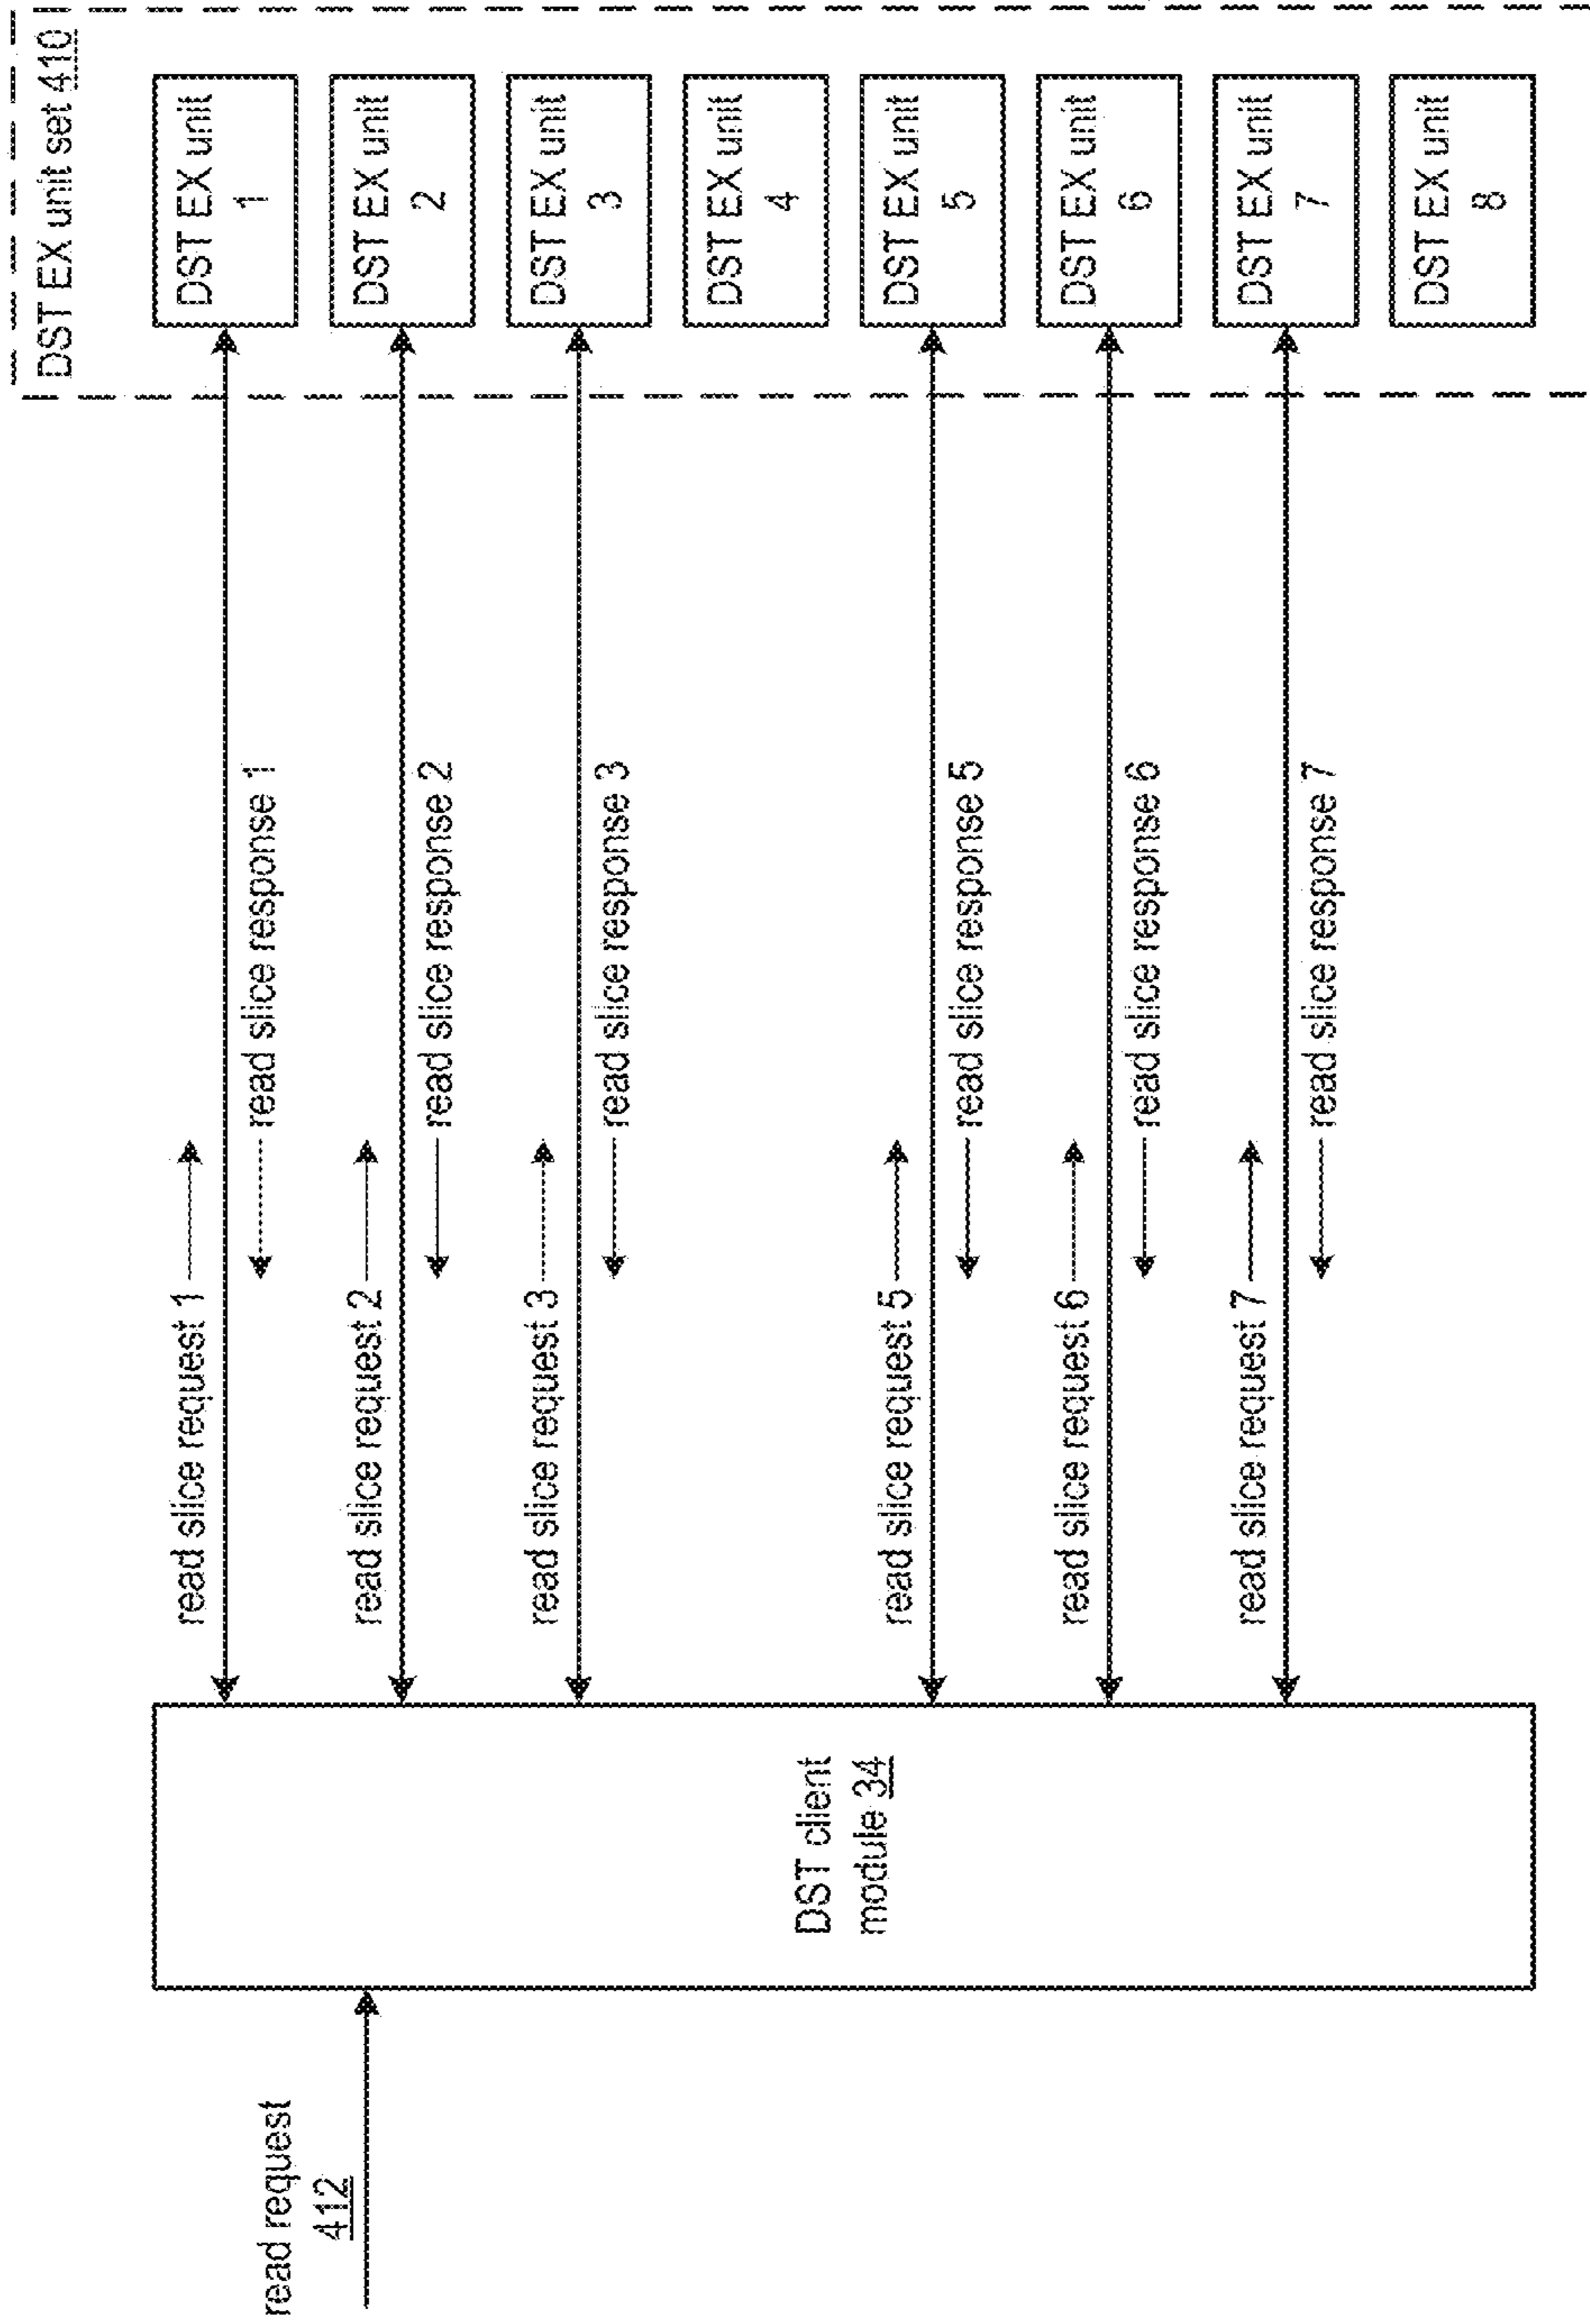 DST EX unit set 410
read request
412
DST client
module 34
read slice request 1
read slice response 1
read slice request 2
read slice response 2
read slice request 3
read slice response 3
read slice request 5
read slice response 5
read slice request 6
read slice response 6
read slice request 7
read slice response 7
DST EX unit
1
DST EX unit
2
DST EX unit
3
DST EX unit
4
DST EX unit
5
DST EX unit
6
DST EX unit
7
DST EX unit
8